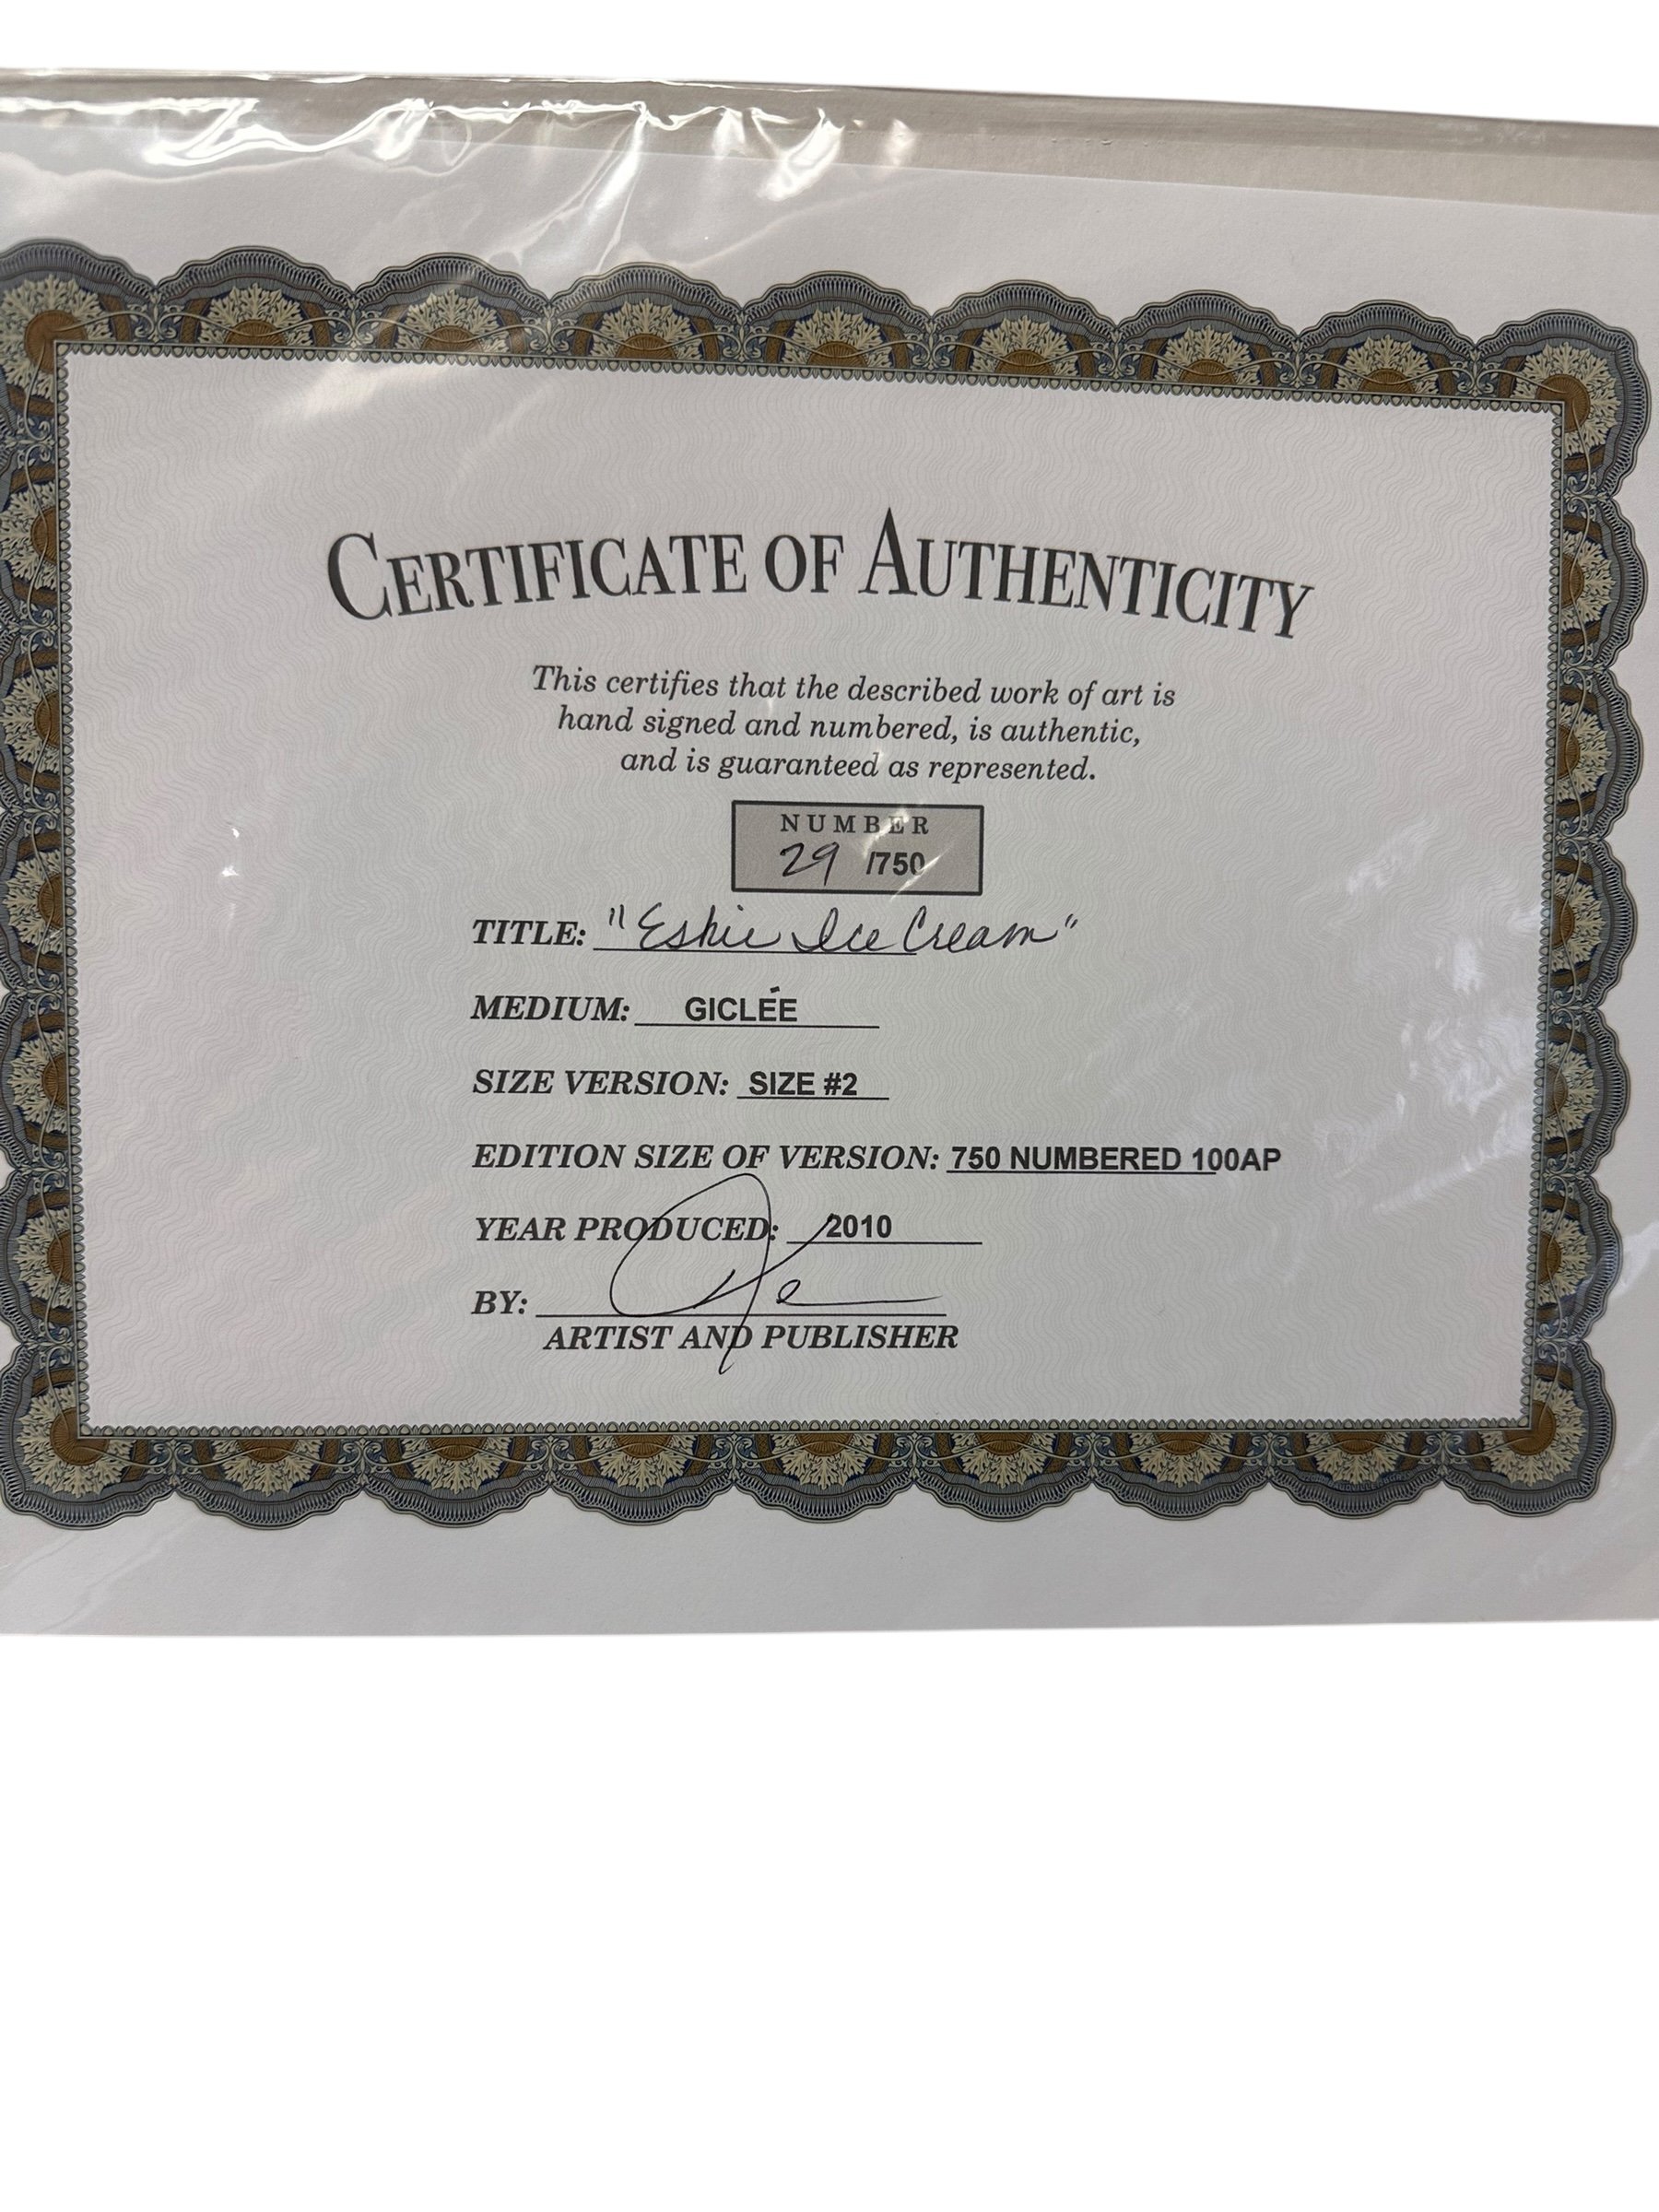 CERTIFICATE OF AUTHENTICITY
This certifies that the described work of art is
hand signed and numbered, is authentic,
and is guaranteed as represented.
NUMBER
29 /750
TITLE: "Eskie Ice Cream"
MEDIUM: GICLÉE
SIZE VERSION: SIZE #2
EDITION SIZE OF VERSION: 750 NUMBERED 100AP
YEAR PRODUCED: 2010
BY:
ARTIST AND PUBLISHER